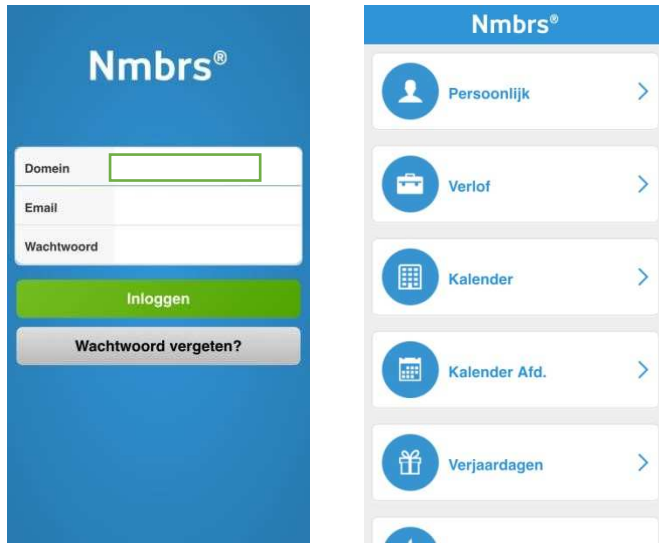 Nmbrs®
Domein
Email
Wachtwoord
Inloggen
Wachtwoord vergeten?
Nmbrs®
Persoonlijk
Verlof
Kalender
Kalender Afd.
Verjaardagen